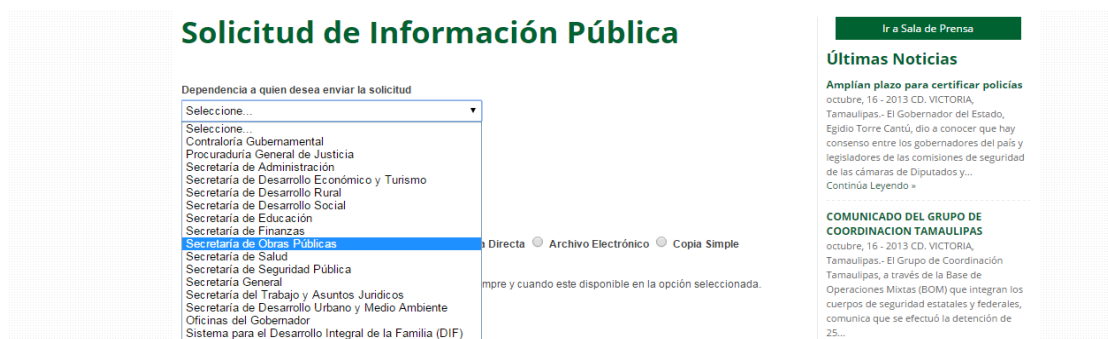 Solicitud de Información Pública
Dependencia a quien desea enviar la solicitud
Seleccione...
Seleccione...
Contraloría Gubernamental
Procuraduría General de Justicia
Secretaría de Administración
Secretaría de Desarrollo Económico y Turismo
Secretaría de Desarrollo Rural
Secretaría de Desarrollo Social
Secretaría de Educación
Secretaría de Finanzas
Secretaría de Obras Públicas
Directa Archivo Electrónico Copia Simple
Secretaría de Salud
Secretaría de Seguridad Pública
Secretaría General
mpre y cuando este disponible en la opción seleccionada.
Secretaría del Trabajo y Asuntos Juridicos
Secretaría de Desarrollo Urbano y Medio Ambiente
Oficinas del Gobernador
Sistema para el Desarrollo Integral de la Familia (DIF)
Ir a Sala de Prensa
Últimas Noticias
Amplían plazo para certificar policías
octubre, 16 - 2013 CD. VICTORIA,
Tamaulipas.- El Gobernador del Estado,
Egidio Torre Cantú, dio a conocer que hay
consenso entre los gobernadores del país y
legisladores de las comisiones de seguridad
de las cámaras de Diputados y...
Continúa Leyendo »
COMUNICADO DEL GRUPO DE
COORDINACION TAMAULIPAS
octubre, 16 - 2013 CD. VICTORIA,
Tamaulipas.- El Grupo de Coordinación
Tamaulipas, a través de la Base de
Operaciones Mixtas (BOM) que integran los
cuerpos de seguridad estatales y federales,
comunica que se efectuó la detención de
25...